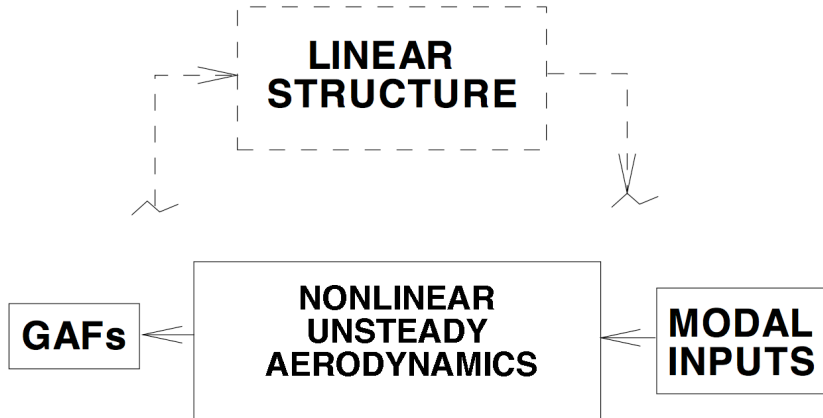 LINEAR
STRUCTURE
GAFs
NONLINEAR
UNSTEADY
AERODYNAMICS
MODAL
INPUTS